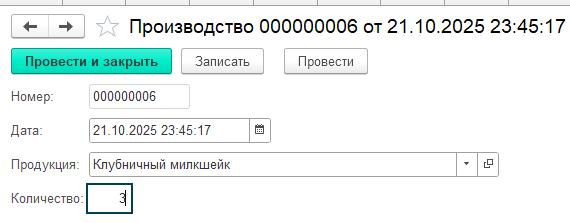 Производство 000000006 от 21.10.2025 23:45:17
Провести и закрыть Записать Провести
Номер: 000000006
Дата: 21.10.2025 23:45:17
Продукция: Клубничный милкшейк
Количество: 3